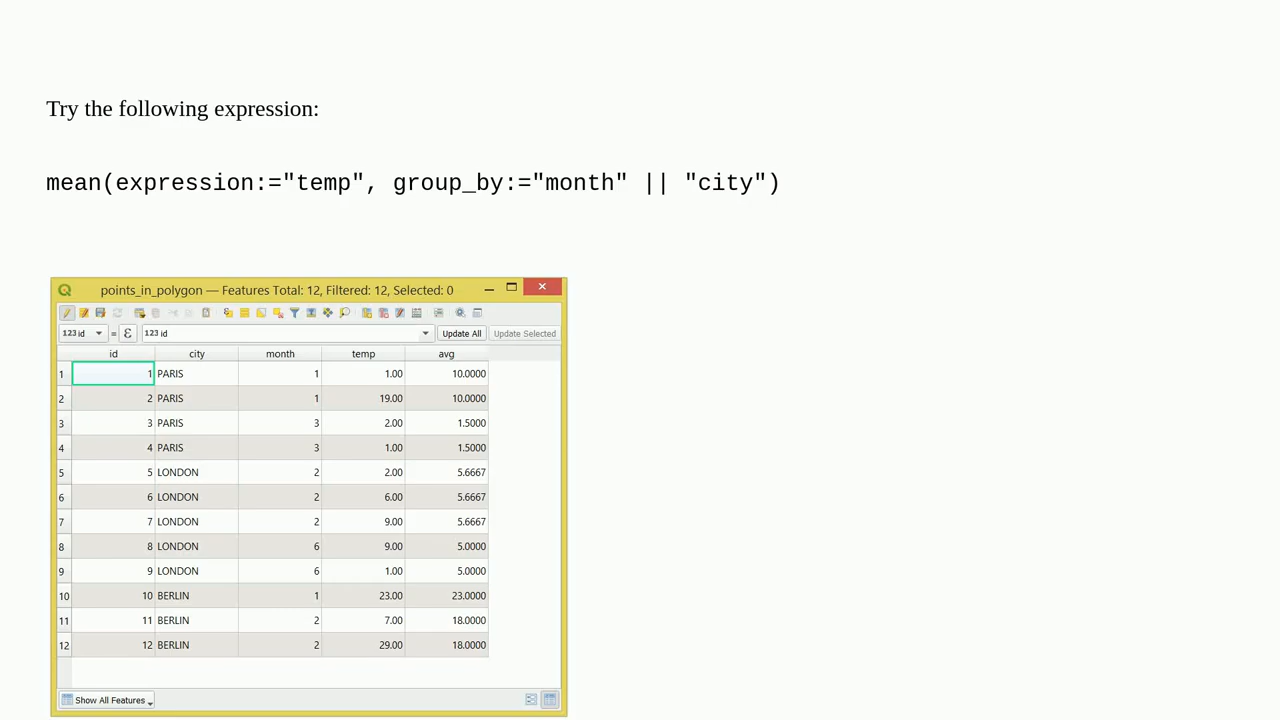 Try the following expression:
mean(expression:="temp", group_by:="month" || "city")
points_in_polygon — Features Total: 12, Filtered: 12, Selected: 0
123 id = ε 123 id Update All Update Selected
id city month temp avg
1 1 PARIS 1 1.00 10.0000
2 2 PARIS 1 19.00 10.0000
3 3 PARIS 3 2.00 1.5000
4 4 PARIS 3 1.00 1.5000
5 5 LONDON 2 2.00 5.6667
6 6 LONDON 2 6.00 5.6667
7 7 LONDON 2 9.00 5.6667
8 8 LONDON 6 9.00 5.0000
9 9 LONDON 6 1.00 5.0000
10 10 BERLIN 1 23.00 23.0000
11 11 BERLIN 2 7.00 18.0000
12 12 BERLIN 2 29.00 18.0000
Show All Features